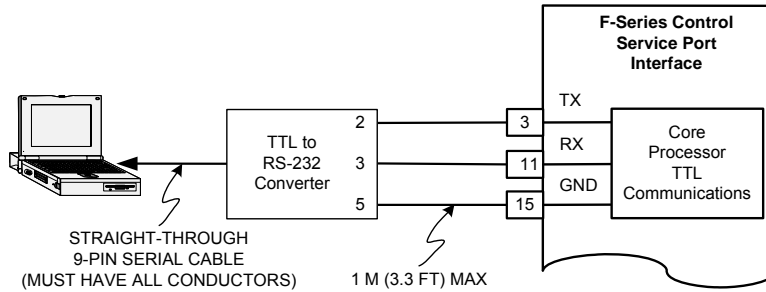 F-Series Control
Service Port
Interface
TX
2
3
TTL to
RS-232
Converter
RX
3
11
Core
Processor
TTL
Communications
GND
5
15
STRAIGHT-THROUGH
9-PIN SERIAL CABLE
(MUST HAVE ALL CONDUCTORS)
1 M (3.3 FT) MAX